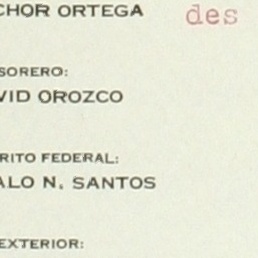 CHOR ORTEGA
des
SORERO:
VID OROZCO
RITO FEDERAL:
ALO N. SANTOS
EXTERIOR: